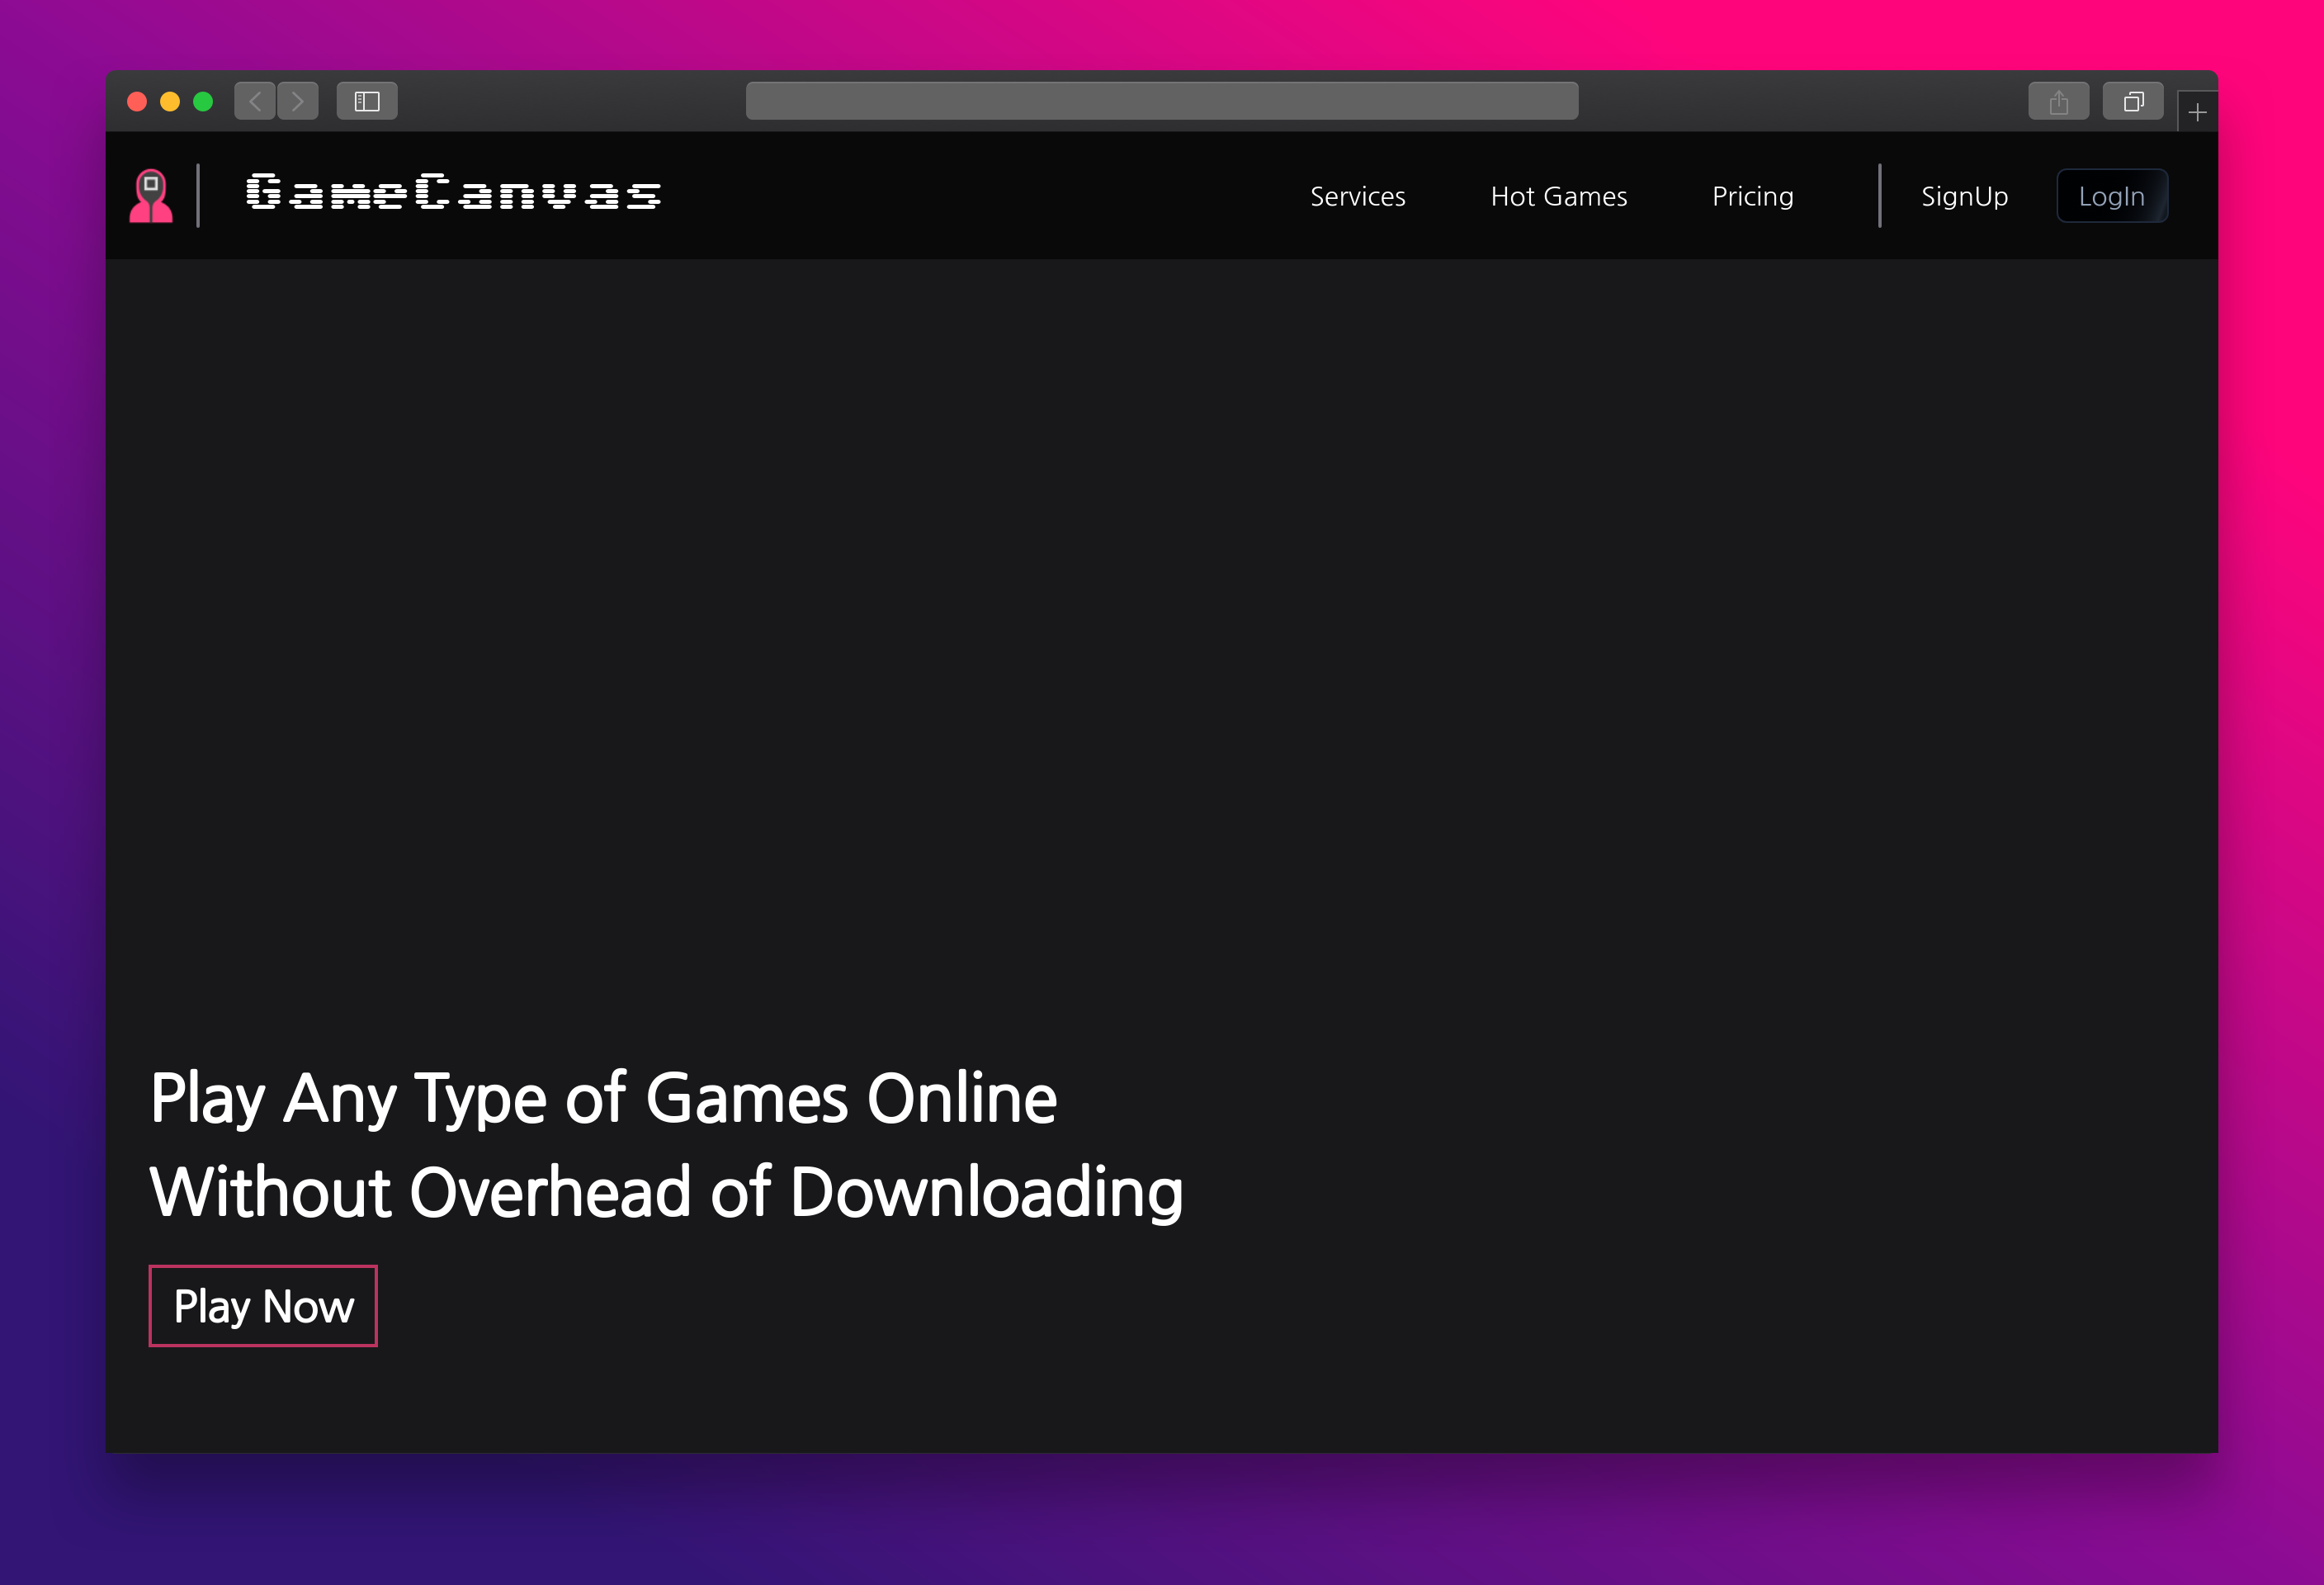 GameCanvas
Services
Hot Games
Pricing
SignUp
LogIn
Play Any Type of Games Online
Without Overhead of Downloading
Play Now